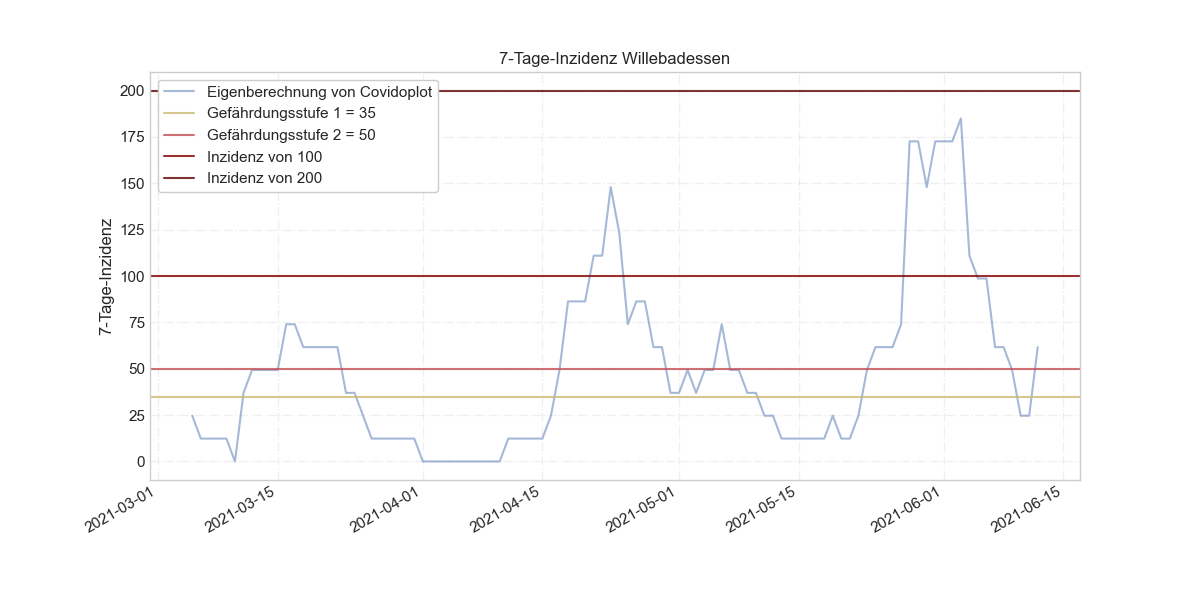 7-Tage-Inzidenz Willebadessen
Eigenberechnung von Covidoplot
Gefährdungsstufe 1 = 35
Gefährdungsstufe 2 = 50
Inzidenz von 100
Inzidenz von 200
7-Tage-Inzidenz
200
175
150
125
100
75
50
25
0
2021-03-01
2021-03-15
2021-04-01
2021-04-15
2021-05-01
2021-05-15
2021-06-01
2021-06-15